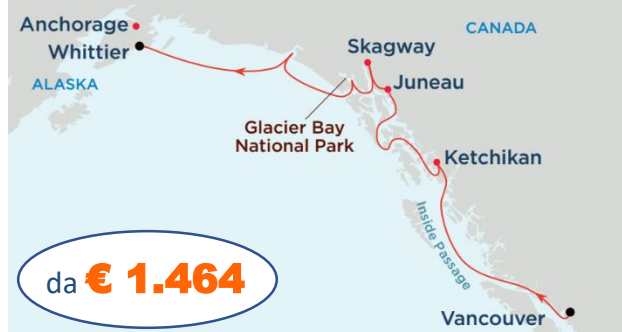 Anchorage
Whittier
ALASKA
CANADA
Skagway
Juneau
Glacier Bay
National Park
Ketchikan
Inside Passage
da € 1.464
Vancouver